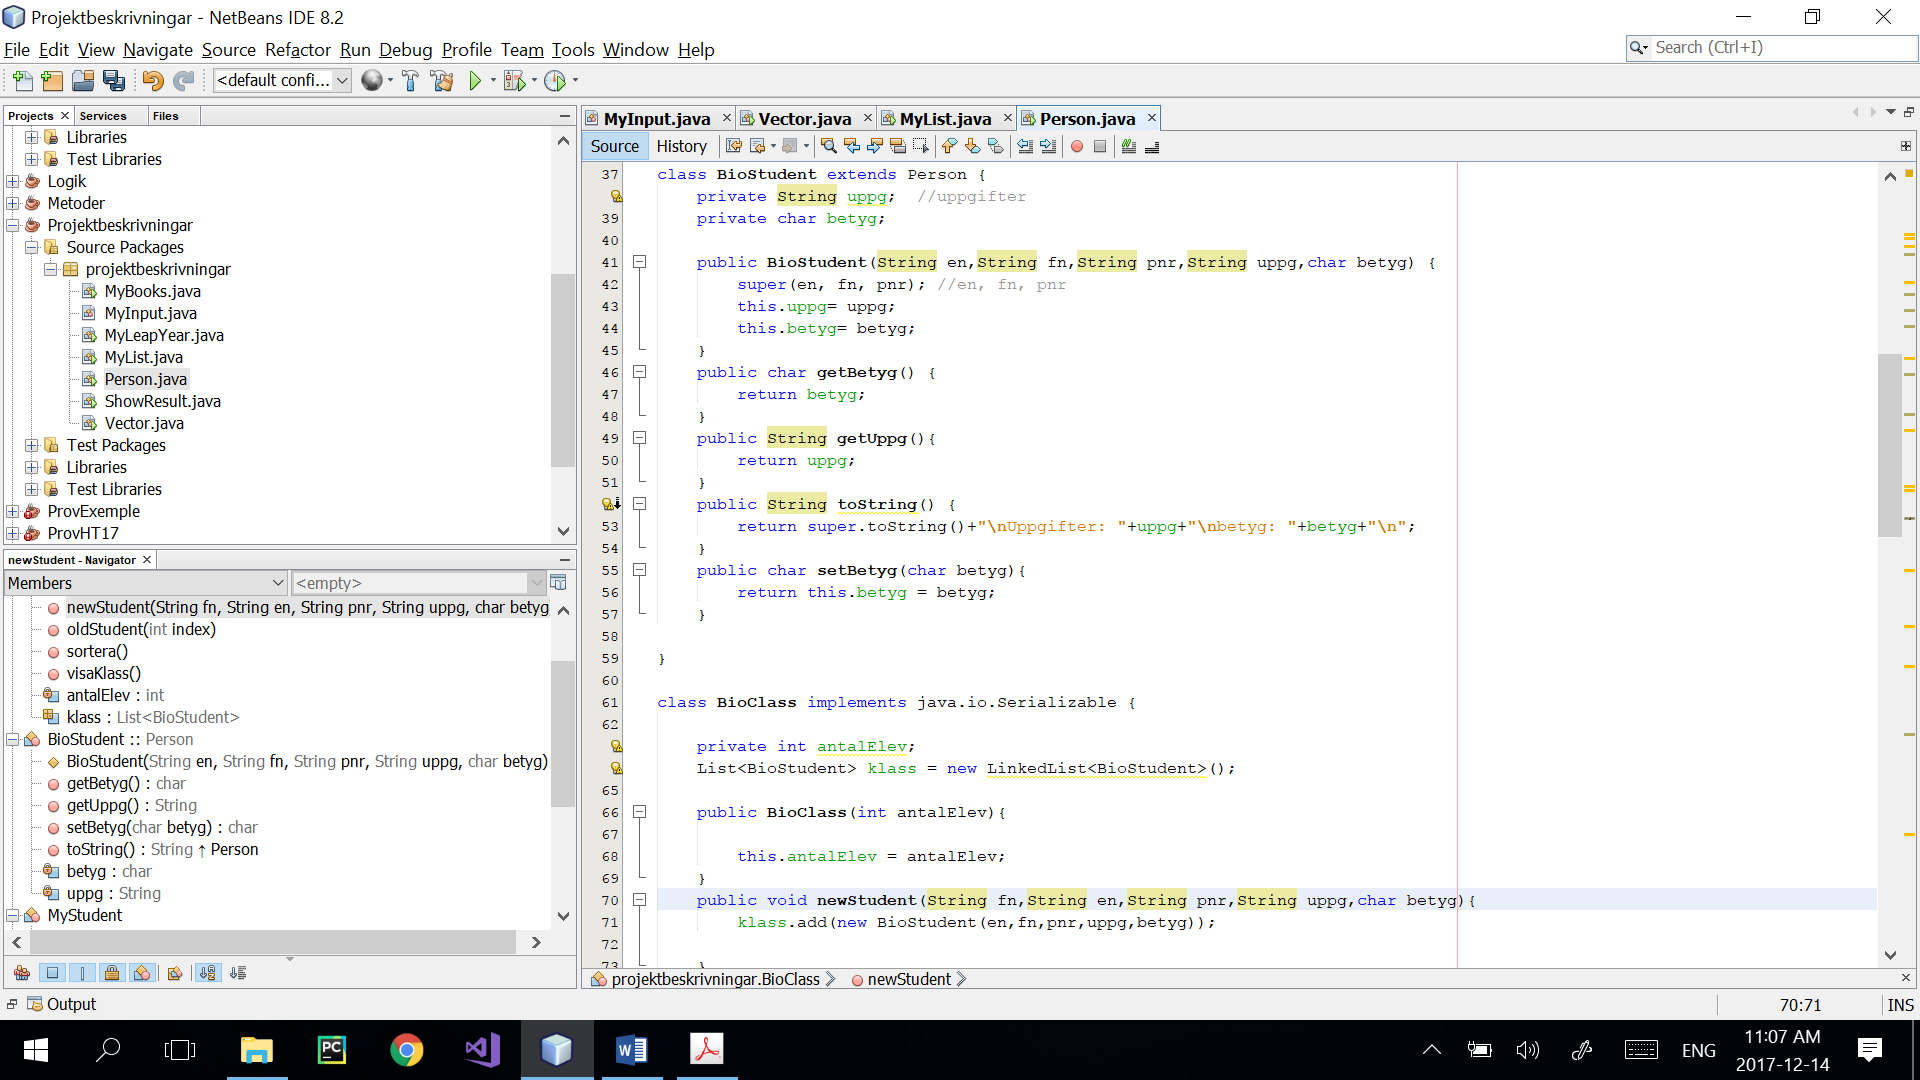 Projektbeskrivningar - NetBeans IDE 8.2
File Edit View Navigate Source Refactor Run Debug Profile Team Tools Window Help
Search (Ctrl+I)
<default confi...
Projects Services Files
Libraries
Test Libraries
Logik
Metoder
Projektbeskrivningar
Source Packages
projektbeskrivningar
MyBooks.java
MyInput.java
MyLeapYear.java
MyList.java
Person.java
ShowResult.java
Vector.java
Test Packages
Libraries
Test Libraries
ProvExemple
ProvHT17
newStudent - Navigator
Members <empty>
newStudent(String fn, String en, String pnr, String uppg, char betyg
oldStudent(int index)
sortera()
visaKlass()
antalElev : int
klass : List<BioStudent>
BioStudent :: Person
BioStudent(String en, String fn, String pnr, String uppg, char betyg)
getBetyg() : char
getUppg() : String
setBetyg(char betyg) : char
toString() : String ↑ Person
betyg : char
uppg : String
MyStudent
MyInput.java Vector.java MyList.java Person.java
Source History
37 class BioStudent extends Person {
private String uppg; //uppgifter
39 private char betyg;
40
41 public BioStudent(String en,String fn,String pnr,String uppg,char betyg) {
42 super(en, fn, pnr); //en, fn, pnr
43 this.uppg= uppg;
44 this.betyg= betyg;
45 }
46 public char getBetyg() {
47 return betyg;
48 }
49 public String getUppg(){
50 return uppg;
51 }
public String toString() {
53 return super.toString()+"\nUppgifter: "+uppg+"\nbetyg: "+betyg+"\n";
54 }
55 public char setBetyg(char betyg){
56 return this.betyg = betyg;
57 }
58
59 }
60
61 class BioClass implements java.io.Serializable {
62
private int antalElev;
List<BioStudent> klass = new LinkedList<BioStudent>();
65
66 public BioClass(int antalElev){
67
68 this.antalElev = antalElev;
69 }
70 public void newStudent(String fn,String en,String pnr,String uppg,char betyg){
71 klass.add(new BioStudent(en,fn,pnr,uppg,betyg));
72
73 }
projektbeskrivningar.BioClass newStudent
Output
70:71 INS
PC
W
ENG
11:07 AM
2017-12-14